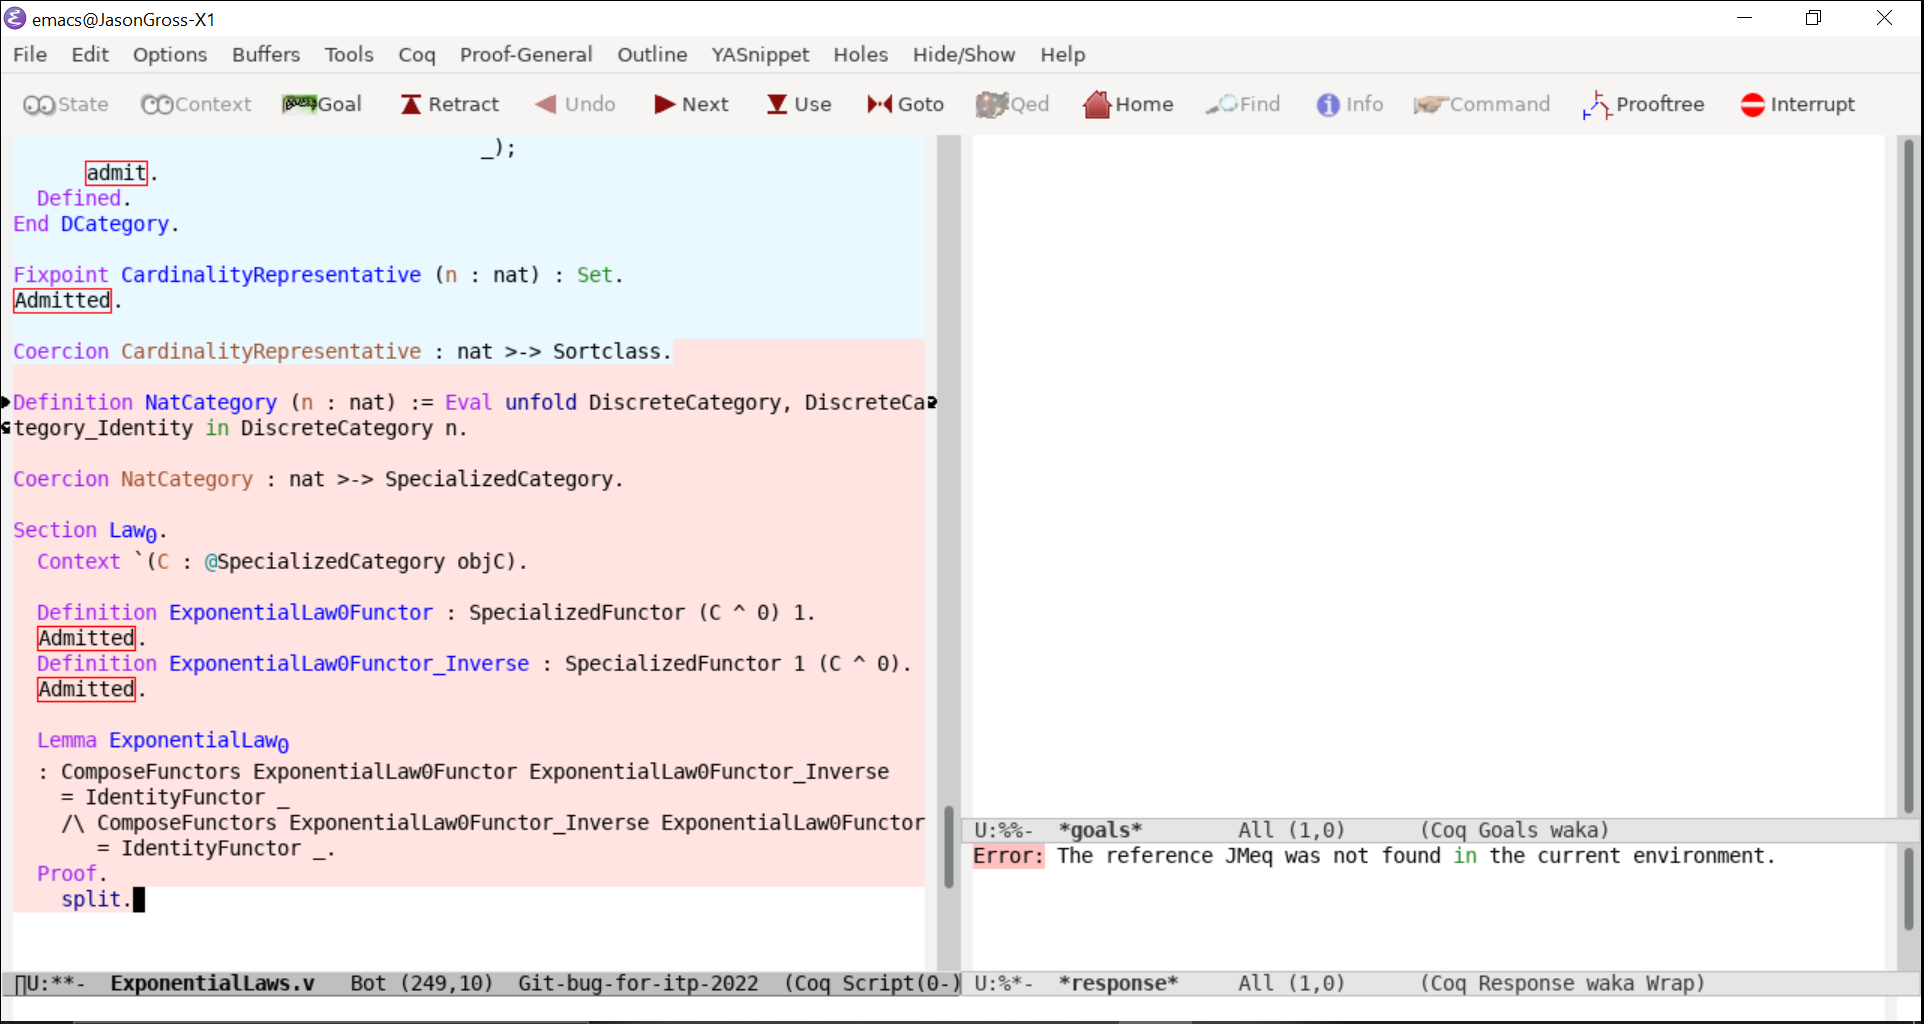 emacs@JasonGross-X1
File Edit Options Buffers Tools Coq Proof-General Outline YASnippet Holes Hide/Show Help
State Context Goal Retract Undo Next Use Goto Qed Home Find Info Command Prooftree Interrupt
_);
admit.
Defined.
End DCategory.
Fixpoint CardinalityRepresentative (n : nat) : Set.
Admitted.
Coercion CardinalityRepresentative : nat >-> Sortclass.
Definition NatCategory (n : nat) := Eval unfold DiscreteCategory, DiscreteCa
tegory_Identity in DiscreteCategory n.
Coercion NatCategory : nat >-> SpecializedCategory.
Section Law₀.
Context `(C : @SpecializedCategory objC).
Definition ExponentialLaw0Functor : SpecializedFunctor (C ^ 0) 1.
Admitted.
Definition ExponentialLaw0Functor_Inverse : SpecializedFunctor 1 (C ^ 0).
Admitted.
Lemma ExponentialLaw₀
: ComposeFunctors ExponentialLaw0Functor ExponentialLaw0Functor_Inverse
= IdentityFunctor _
/\ ComposeFunctors ExponentialLaw0Functor_Inverse ExponentialLaw0Functor
= IdentityFunctor _.
Proof.
split.
U:**- ExponentialLaws.v Bot (249,10) Git-bug-for-itp-2022 (Coq Script(0-)
U:%%- *goals* All (1,0) (Coq Goals waka)
Error: The reference JMeq was not found in the current environment.
U:%*- *response* All (1,0) (Coq Response waka Wrap)